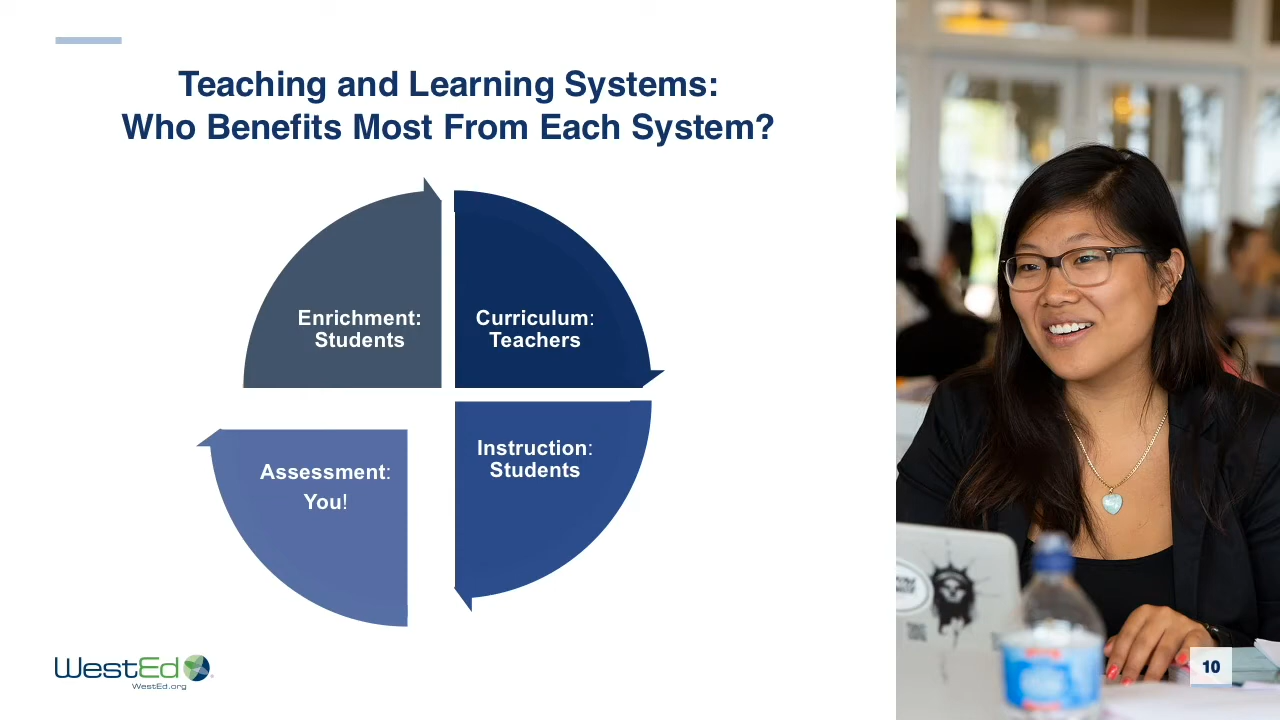 Teaching and Learning Systems:
Who Benefits Most From Each System?
Enrichment:
Students
Curriculum:
Teachers
Assessment:
You!
Instruction:
Students
WestEd
WestEd.org
10